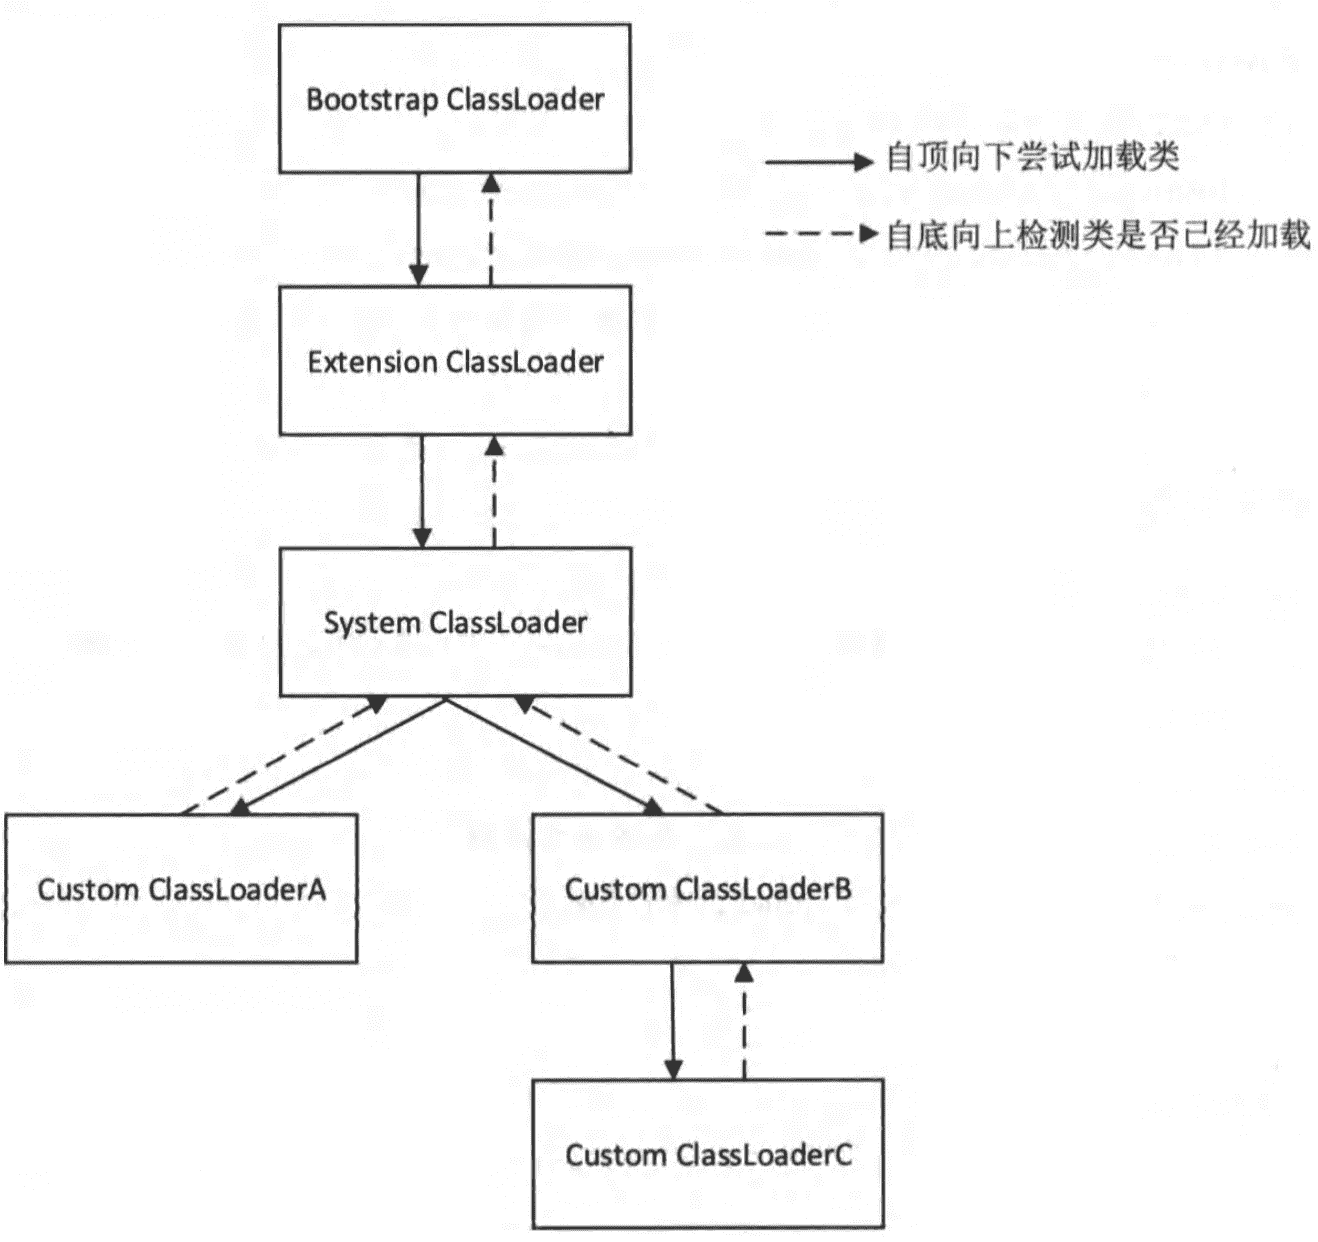 Bootstrap ClassLoader
自顶向下尝试加载类
自底向上检测类是否已经加载
Extension ClassLoader
System ClassLoader
Custom ClassLoaderA
Custom ClassLoaderB
Custom ClassLoaderC